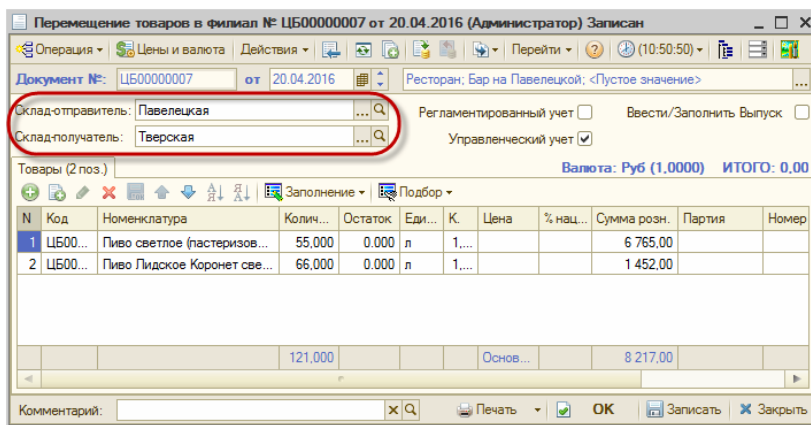 Перемещение товаров в филиал № ЦБ00000007 от 20.04.2016 (Администратор) Записан
Операция Цены и валюта Действия Перейти (10:50:50)
Документ №: ЦБ00000007 от 20.04.2016 Ресторан; Бар на Павелецкой; <Пустое значение> ...
Склад-отправитель: Павелецкая ... Регламентированный учет Ввести/Заполнить Выпуск
Склад-получатель: Тверская ... Управленческий учет
Товары (2 поз.) Валюта: Руб (1,0000) ИТОГО: 0,00
Заполнение Подбор
N Код Номенклатура Колич... Остаток Еди... К. Цена % нац... Сумма розн. Партия Номер
1 ЦБ00... Пиво светлое (пастеризов... 55,000 0.000 л 1,... 6 765,00
2 ЦБ00... Пиво Лидское Коронет све... 66,000 0.000 л 1,... 1 452,00
121,000 Основ... 8 217,00
Комментарий: Печать OK Записать Закрыть